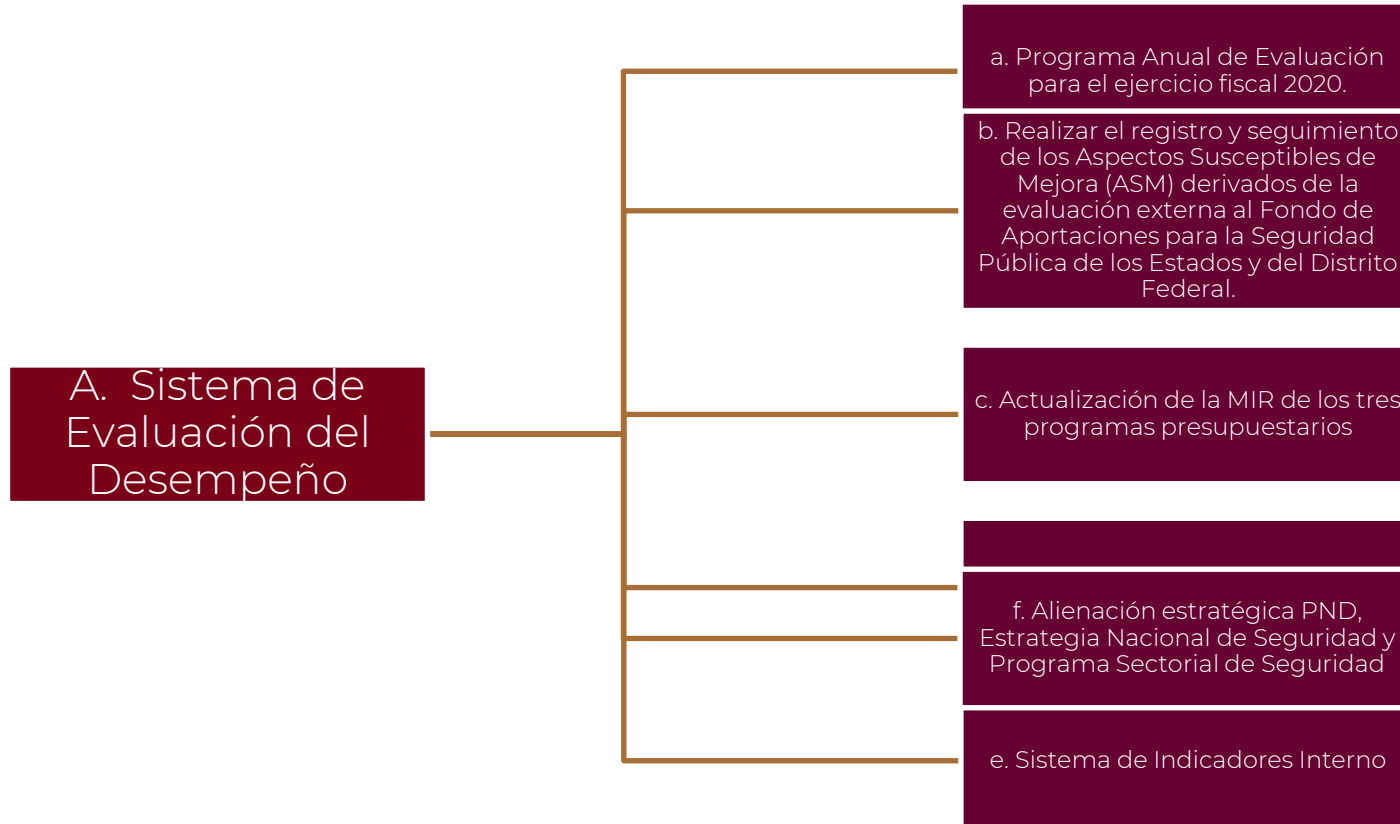 A. Sistema de
Evaluación del
Desempeño
a. Programa Anual de Evaluación
para el ejercicio fiscal 2020.
b. Realizar el registro y seguimiento
de los Aspectos Susceptibles de
Mejora (ASM) derivados de la
evaluación externa al Fondo de
Aportaciones para la Seguridad
Pública de los Estados y del Distrito
Federal.
c. Actualización de la MIR de los tres
programas presupuestarios
f. Alienación estratégica PND,
Estrategia Nacional de Seguridad y
Programa Sectorial de Seguridad
e. Sistema de Indicadores Interno